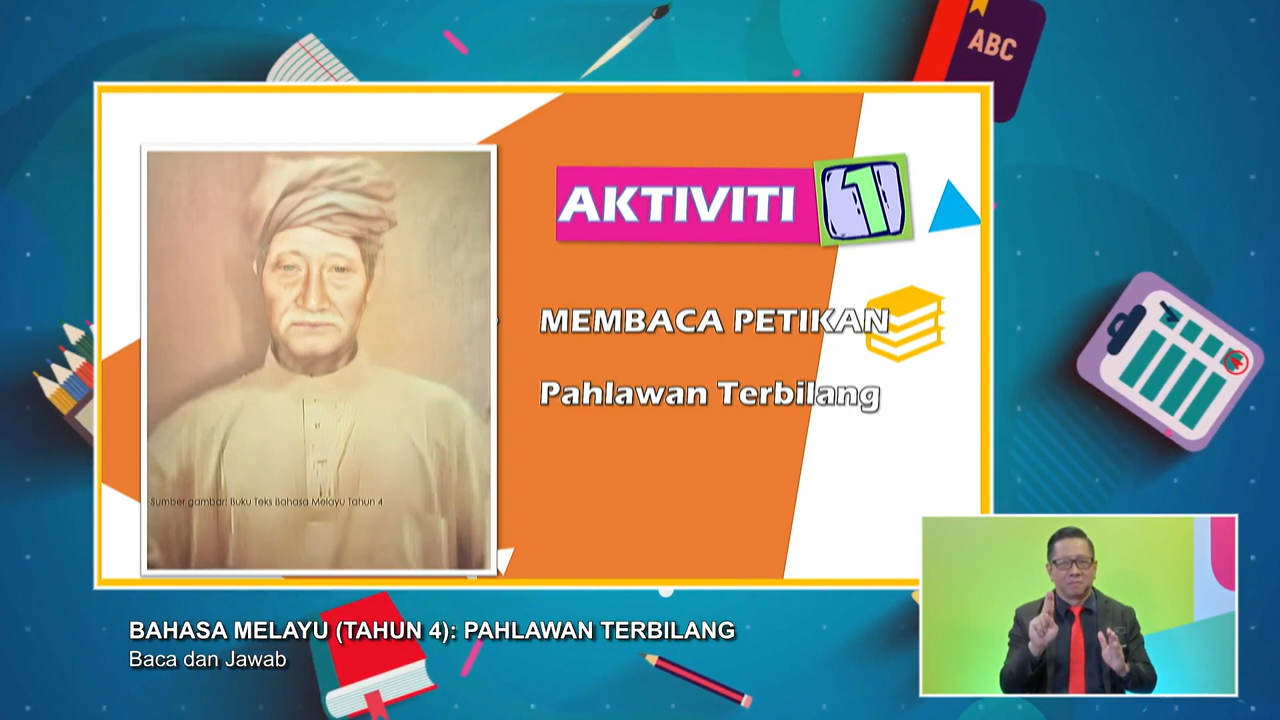 ABC
AKTIVITI 1
MEMBACA PETIKAN
Pahlawan Terbilang
Sumber gambar: Buku Teks Bahasa Melayu Tahun 4
BAHASA MELAYU (TAHUN 4): PAHLAWAN TERBILANG
Baca dan Jawab